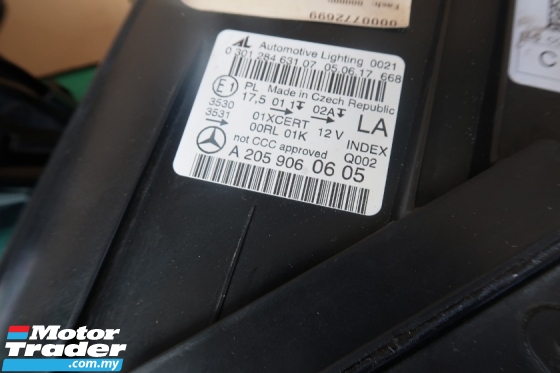 0000772699
AL Automotive Lighting 0021
0 301 284 631 07 05.06.17 668
E1 PL Made in Czech Republic
17,5 01,1 02A
3530
3531
01XCERT 12 V LA
00RL 01K INDEX
not CCC approved Q002
A 205 906 0605
C
Motor
Trader
.com.my